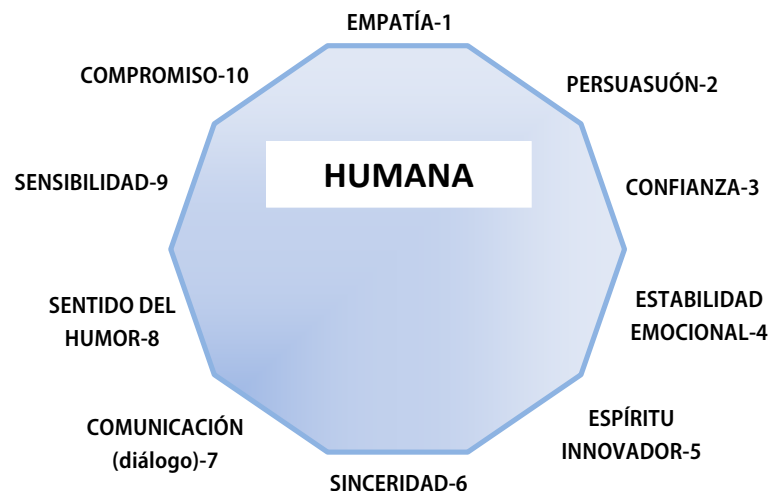 EMPATÍA-1
PERSUASUÓN-2
CONFIANZA-3
ESTABILIDAD
EMOCIONAL-4
ESPÍRITU
INNOVADOR-5
SINCERIDAD-6
COMUNICACIÓN
(diálogo)-7
SENTIDO DEL
HUMOR-8
SENSIBILIDAD-9
COMPROMISO-10
HUMANA